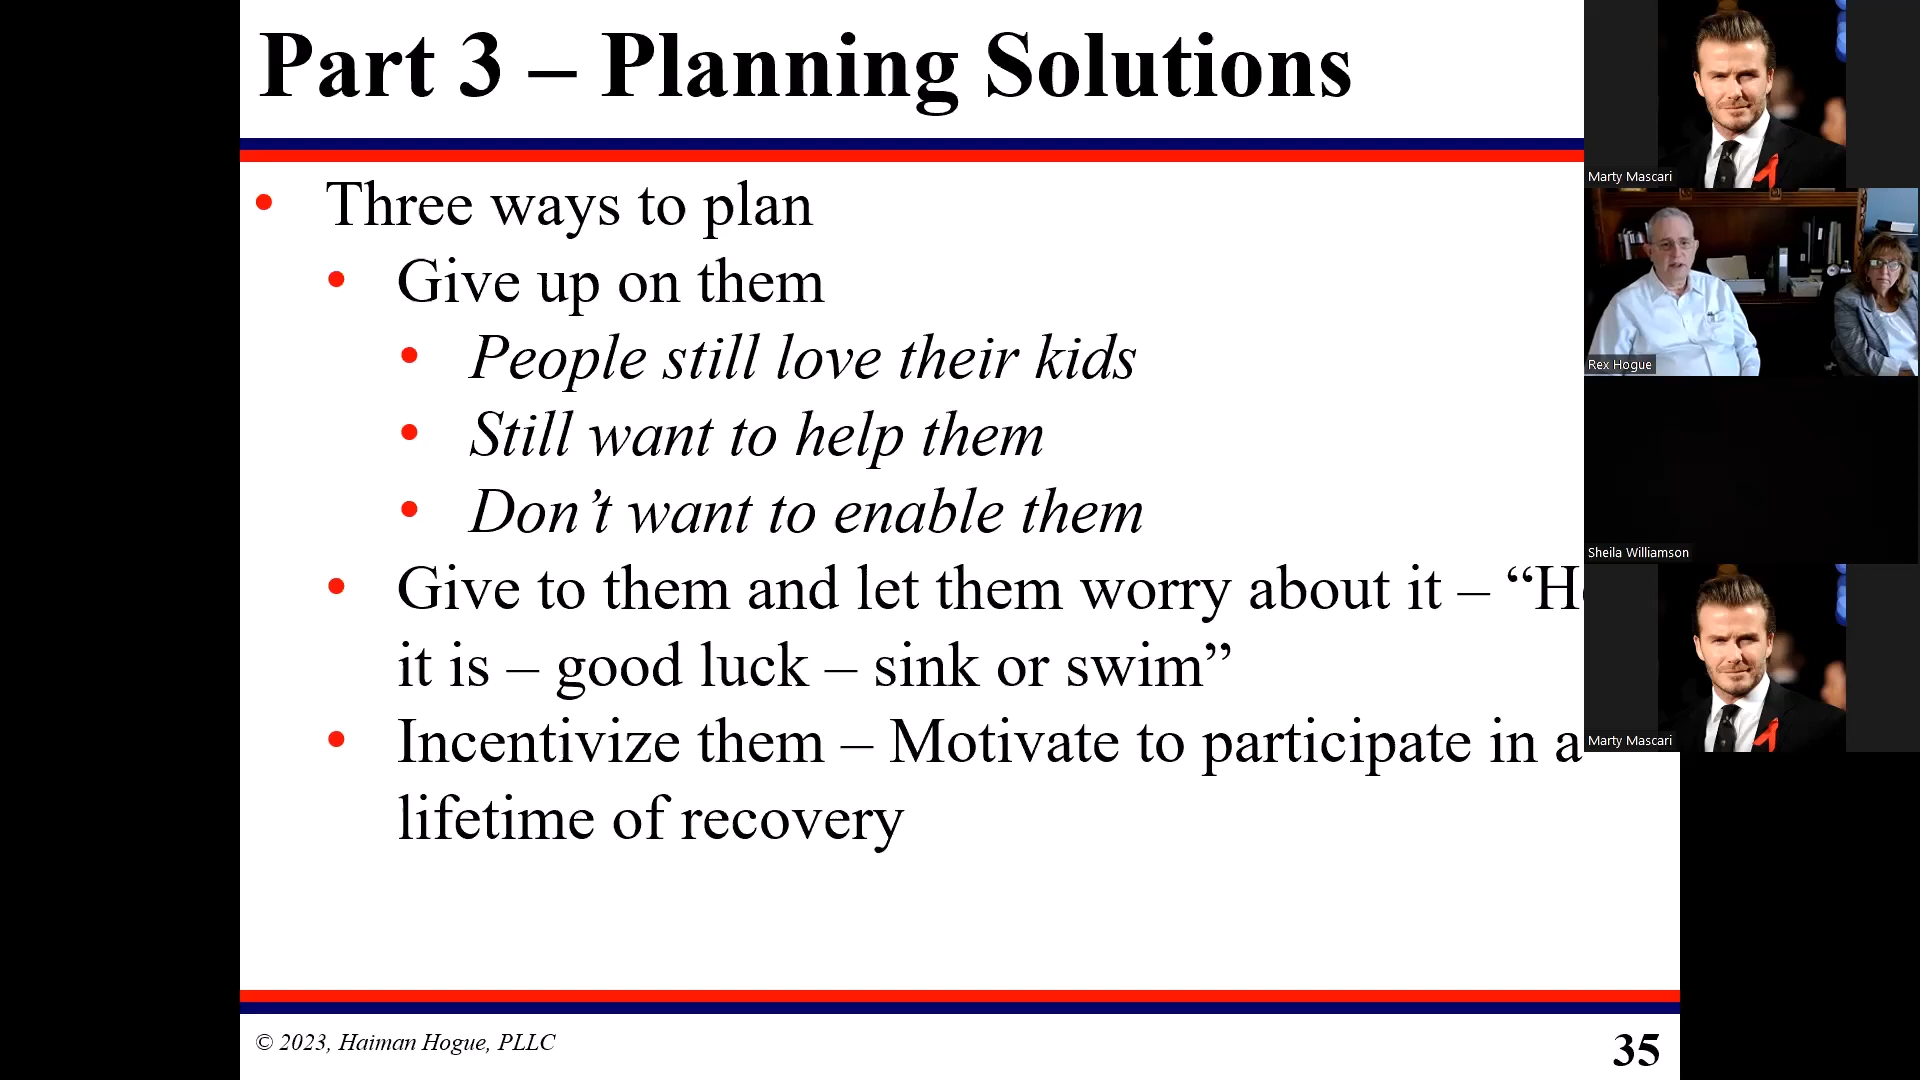 Part 3 – Planning Solutions
• Three ways to plan
• Give up on them
• People still love their kids
• Still want to help them
• Don’t want to enable them
• Give to them and let them worry about it – “H
it is – good luck – sink or swim”
• Incentivize them – Motivate to participate in a
lifetime of recovery
© 2023, Haiman Hogue, PLLC
35
Marty Mascari
Rex Hogue
Sheila Williamson
Marty Mascari